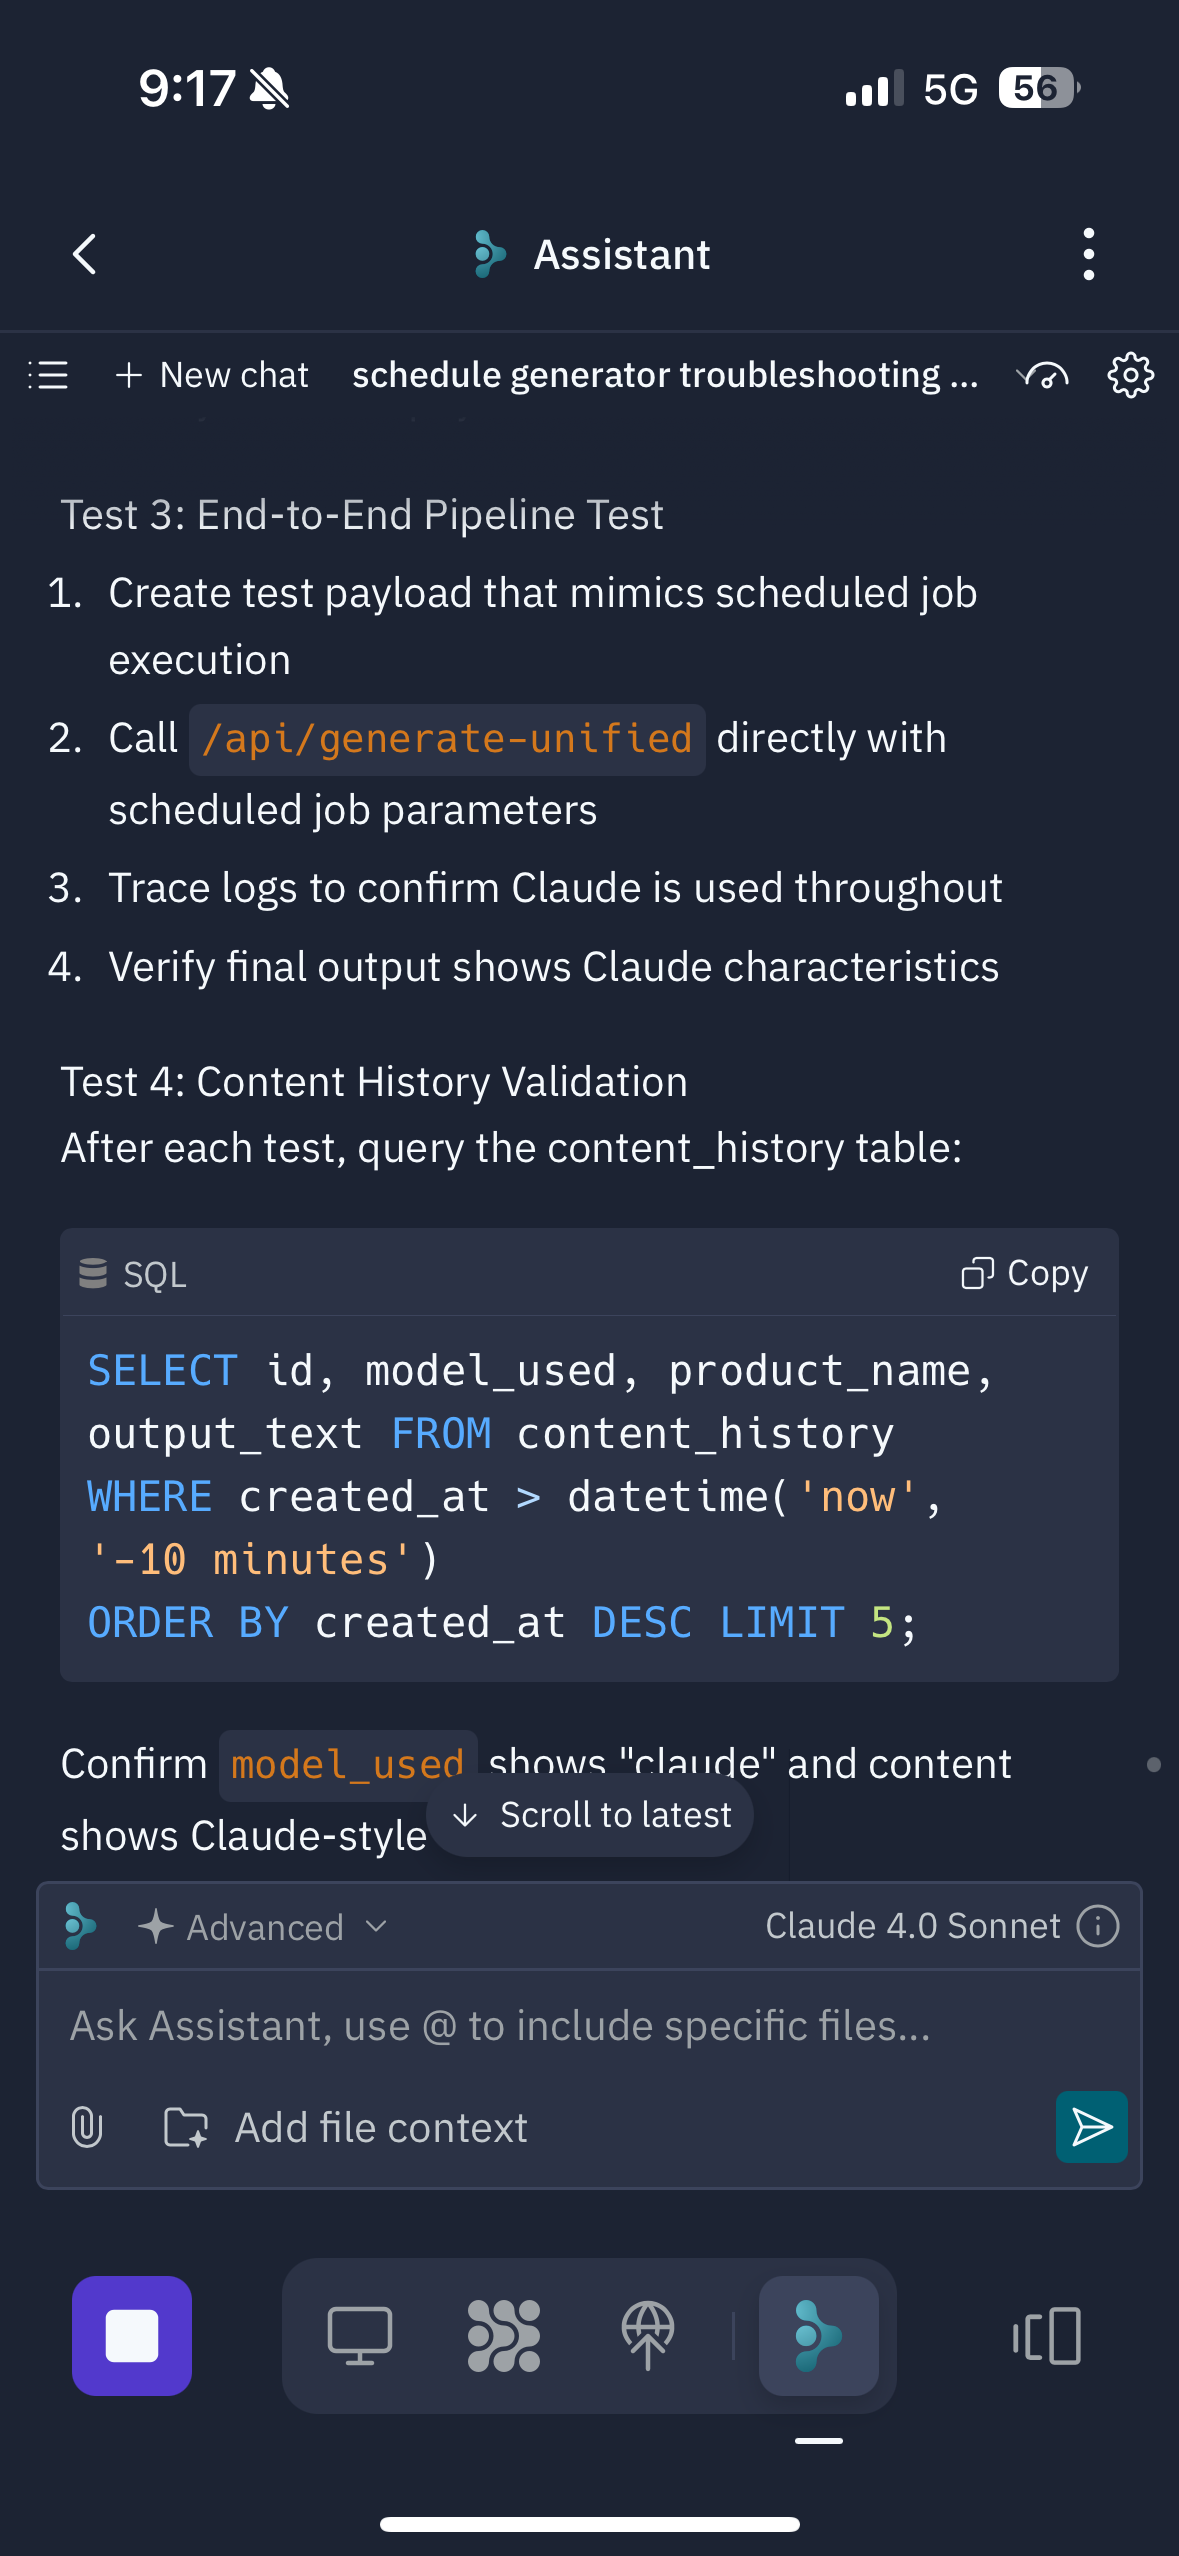 9:17
5G
56
Assistant
New chat
schedule generator troubleshooting ...
Test 3: End-to-End Pipeline Test
1. Create test payload that mimics scheduled job
execution
2. Call /api/generate-unified directly with
scheduled job parameters
3. Trace logs to confirm Claude is used throughout
4. Verify final output shows Claude characteristics
Test 4: Content History Validation
After each test, query the content_history table:
SQL
Copy
SELECT id, model_used, product_name,
output_text FROM content_history
WHERE created_at > datetime('now',
'-10 minutes')
ORDER BY created_at DESC LIMIT 5;
Confirm model_used shows "claude" and content
shows Claude-style
Scroll to latest
Advanced
Claude 4.0 Sonnet
Ask Assistant, use @ to include specific files...
Add file context